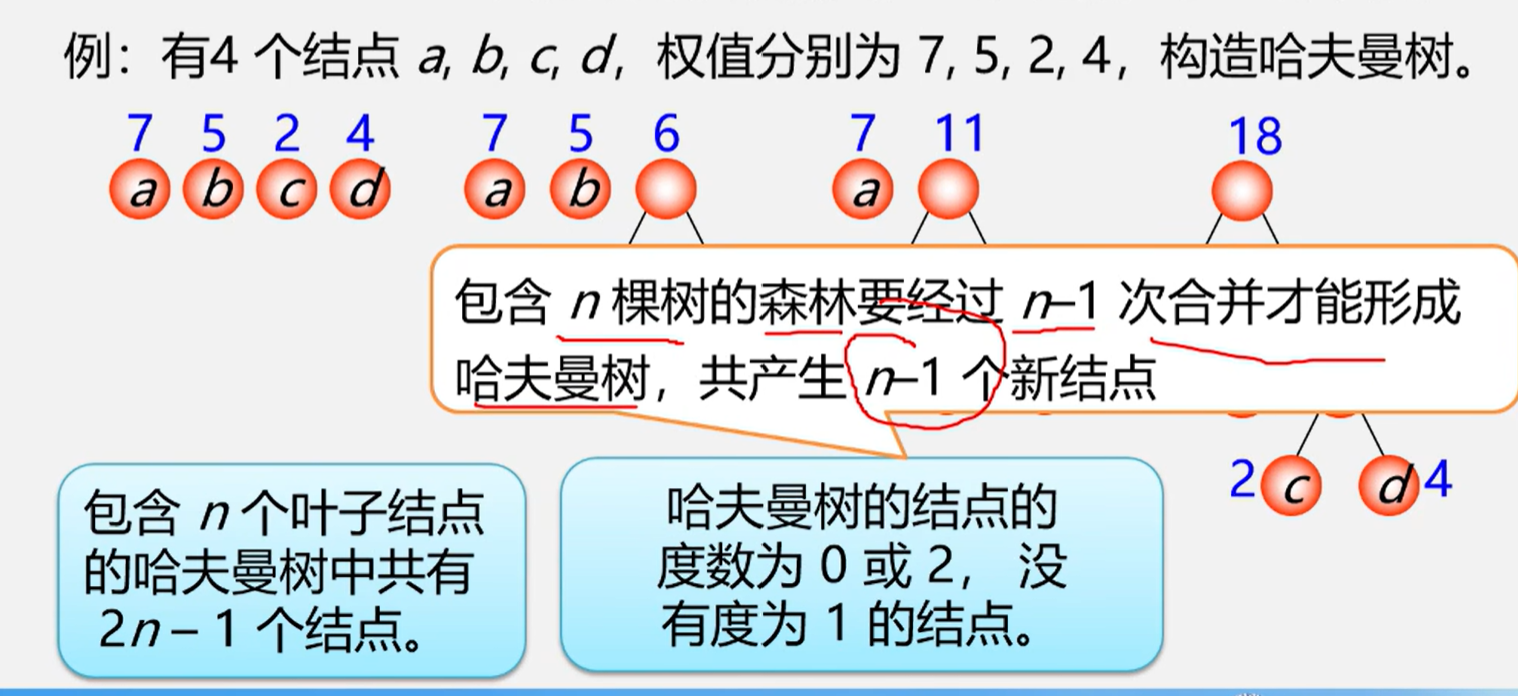 例：有4 个结点 a, b, c, d，权值分别为 7, 5, 2, 4，构造哈夫曼树。
7 5 2 4 7 5 6 7 11 18
a b c d a b a
包含 n 棵树的森林要经过 n–1 次合并才能形成
哈夫曼树，共产生 n–1 个新结点
2 c d 4
包含 n 个叶子结点
的哈夫曼树中共有
2n – 1 个结点。
哈夫曼树的结点的
度数为 0 或 2， 没
有度为 1 的结点。